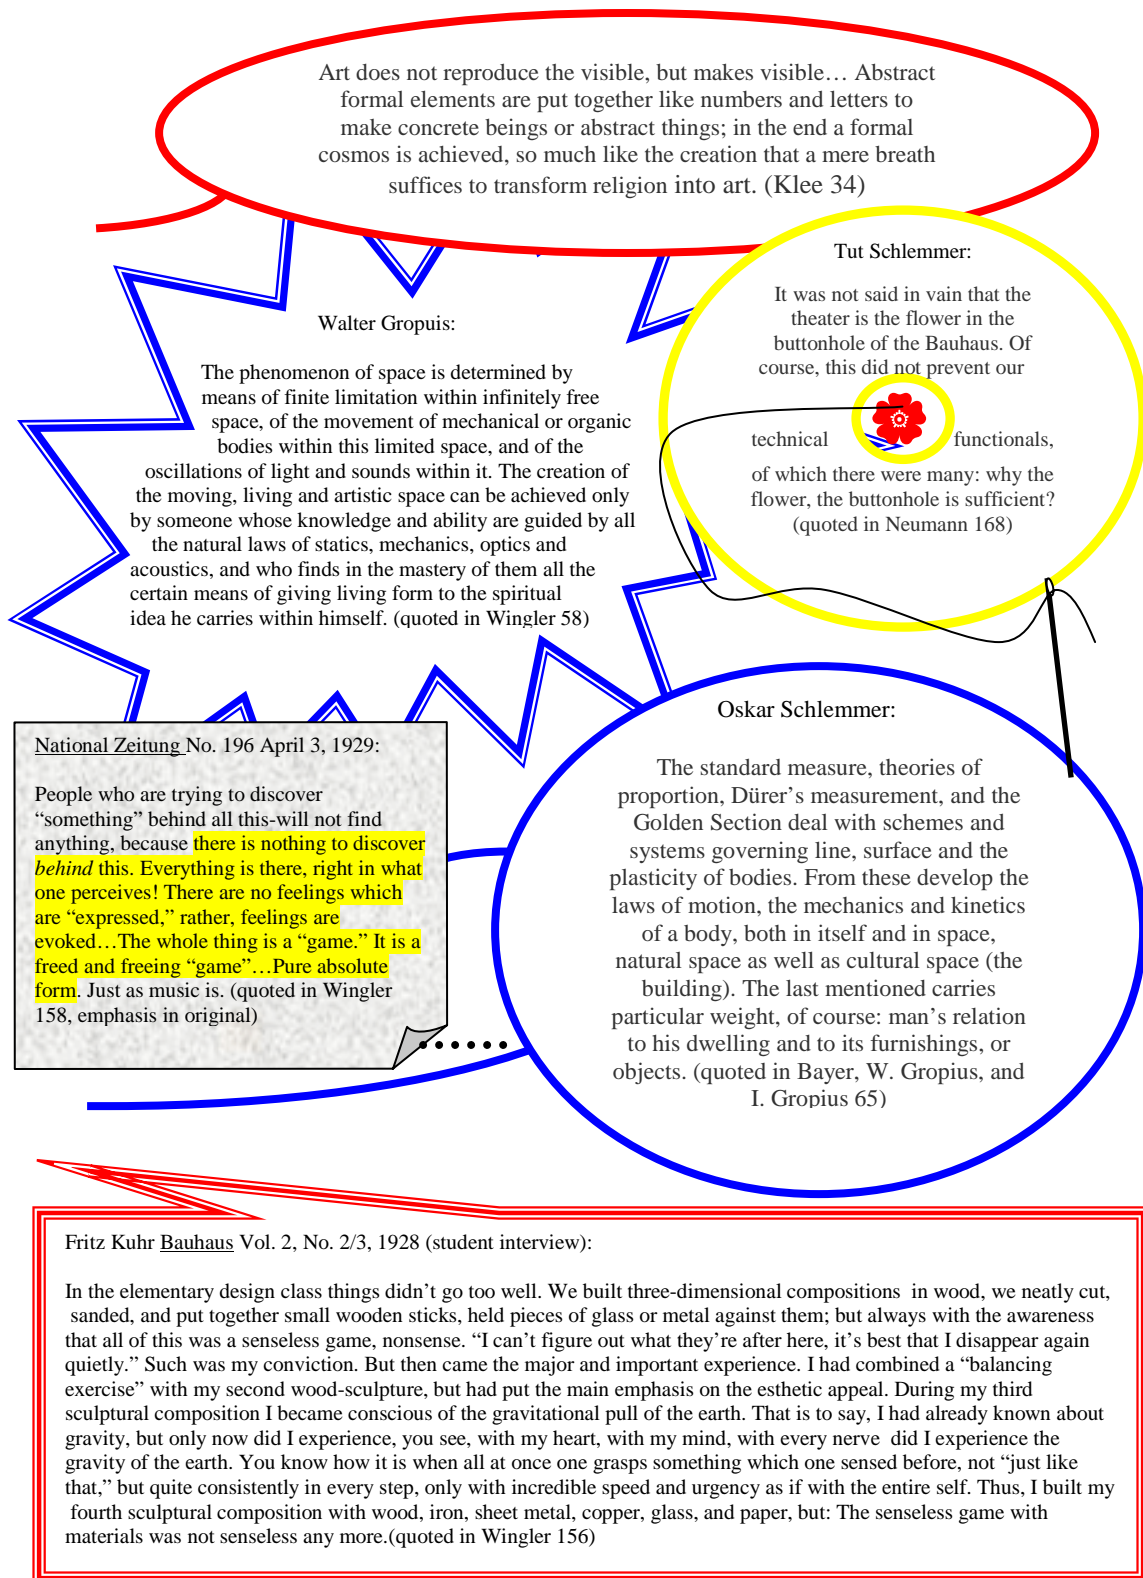 Art does not reproduce the visible, but makes visible… Abstract
formal elements are put together like numbers and letters to
make concrete beings or abstract things; in the end a formal
cosmos is achieved, so much like the creation that a mere breath
suffices to transform religion into art. (Klee 34)
Walter Gropuis:
The phenomenon of space is determined by
means of finite limitation within infinitely free
space, of the movement of mechanical or organic
bodies within this limited space, and of the
oscillations of light and sounds within it. The creation of
the moving, living and artistic space can be achieved only
by someone whose knowledge and ability are guided by all
the natural laws of statics, mechanics, optics and
acoustics, and who finds in the mastery of them all the
certain means of giving living form to the spiritual
idea he carries within himself. (quoted in Wingler 58)
Tut Schlemmer:
It was not said in vain that the
theater is the flower in the
buttonhole of the Bauhaus. Of
course, this did not prevent our
technical functionals,
of which there were many: why the
flower, the buttonhole is sufficient?
(quoted in Neumann 168)
National Zeitung No. 196 April 3, 1929:
People who are trying to discover
“something” behind all this-will not find
anything, because there is nothing to discover
behind this. Everything is there, right in what
one perceives! There are no feelings which
are “expressed,” rather, feelings are
evoked…The whole thing is a “game.” It is a
freed and freeing “game”…Pure absolute
form. Just as music is. (quoted in Wingler
158, emphasis in original)
Oskar Schlemmer:
The standard measure, theories of
proportion, Dürer’s measurement, and the
Golden Section deal with schemes and
systems governing line, surface and the
plasticity of bodies. From these develop the
laws of motion, the mechanics and kinetics
of a body, both in itself and in space,
natural space as well as cultural space (the
building). The last mentioned carries
particular weight, of course: man’s relation
to his dwelling and to its furnishings, or
objects. (quoted in Bayer, W. Gropius, and
I. Gropius 65)
Fritz Kuhr Bauhaus Vol. 2, No. 2/3, 1928 (student interview):
In the elementary design class things didn’t go too well. We built three-dimensional compositions in wood, we neatly cut,
sanded, and put together small wooden sticks, held pieces of glass or metal against them; but always with the awareness
that all of this was a senseless game, nonsense. “I can’t figure out what they’re after here, it’s best that I disappear again
quietly.” Such was my conviction. But then came the major and important experience. I had combined a “balancing
exercise” with my second wood-sculpture, but had put the main emphasis on the esthetic appeal. During my third
sculptural composition I became conscious of the gravitational pull of the earth. That is to say, I had already known about
gravity, but only now did I experience, you see, with my heart, with my mind, with every nerve did I experience the
gravity of the earth. You know how it is when all at once one grasps something which one sensed before, not “just like
that,” but quite consistently in every step, only with incredible speed and urgency as if with the entire self. Thus, I built my
fourth sculptural composition with wood, iron, sheet metal, copper, glass, and paper, but: The senseless game with
materials was not senseless any more.(quoted in Wingler 156)